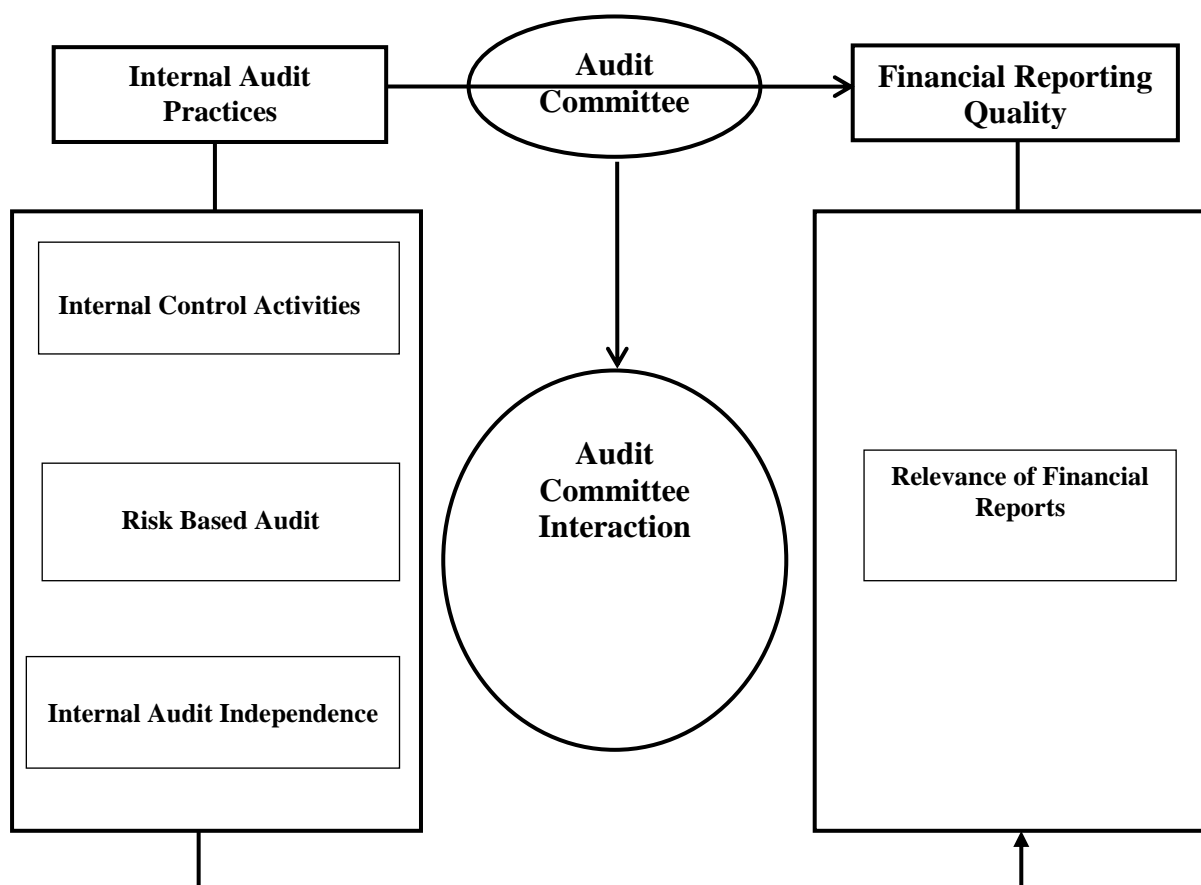 Internal Audit
Practices
Audit
Committee
Financial Reporting
Quality
Internal Control Activities
Risk Based Audit
Internal Audit Independence
Audit
Committee
Interaction
Relevance of Financial
Reports